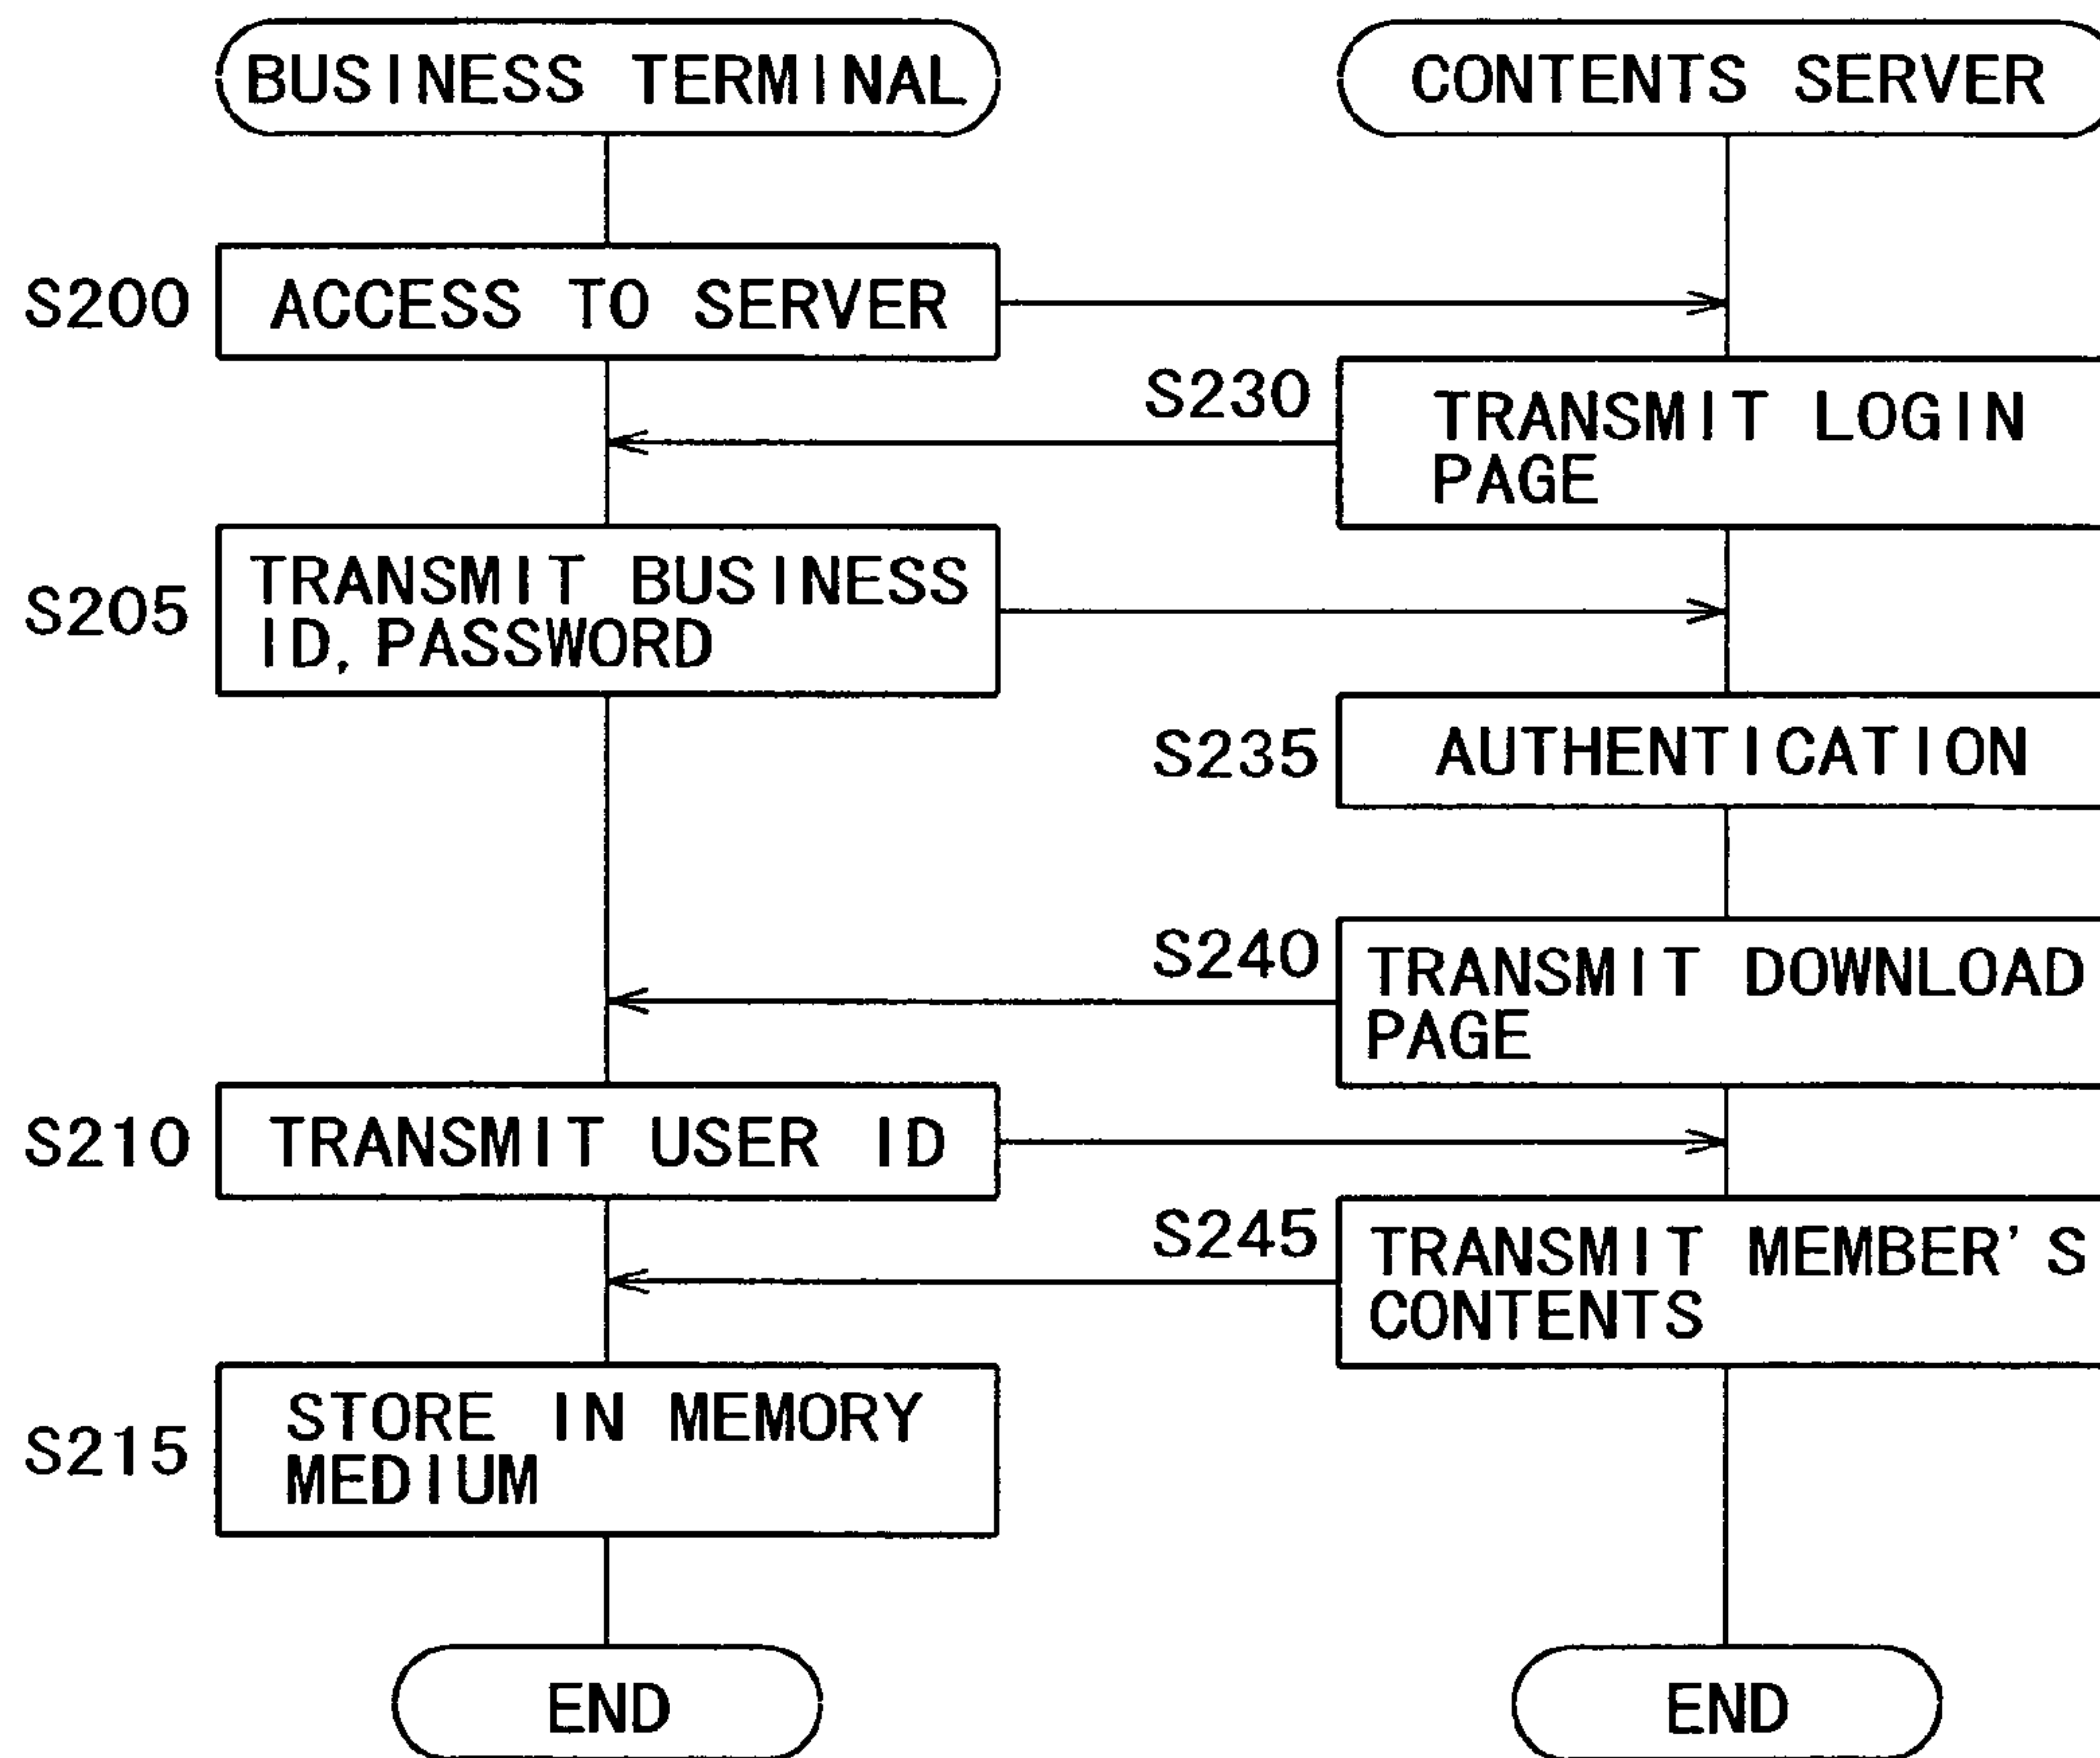 BUSINESS TERMINAL
CONTENTS SERVER
S200
ACCESS TO SERVER
S230
TRANSMIT LOGIN
PAGE
S205
TRANSMIT BUSINESS
ID, PASSWORD
S235
AUTHENTICATION
S240
TRANSMIT DOWNLOAD
PAGE
S210
TRANSMIT USER ID
S245
TRANSMIT MEMBER'S
CONTENTS
S215
STORE IN MEMORY
MEDIUM
END
END